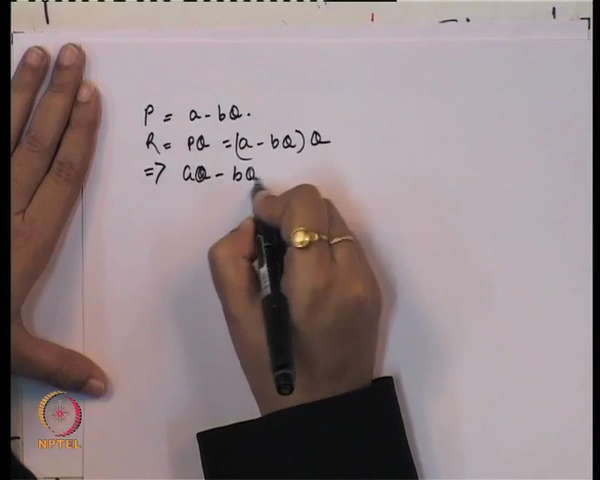 P = a - bQ.
R = PQ = (a - bQ) Q
=> aQ - bQ
NPTEL